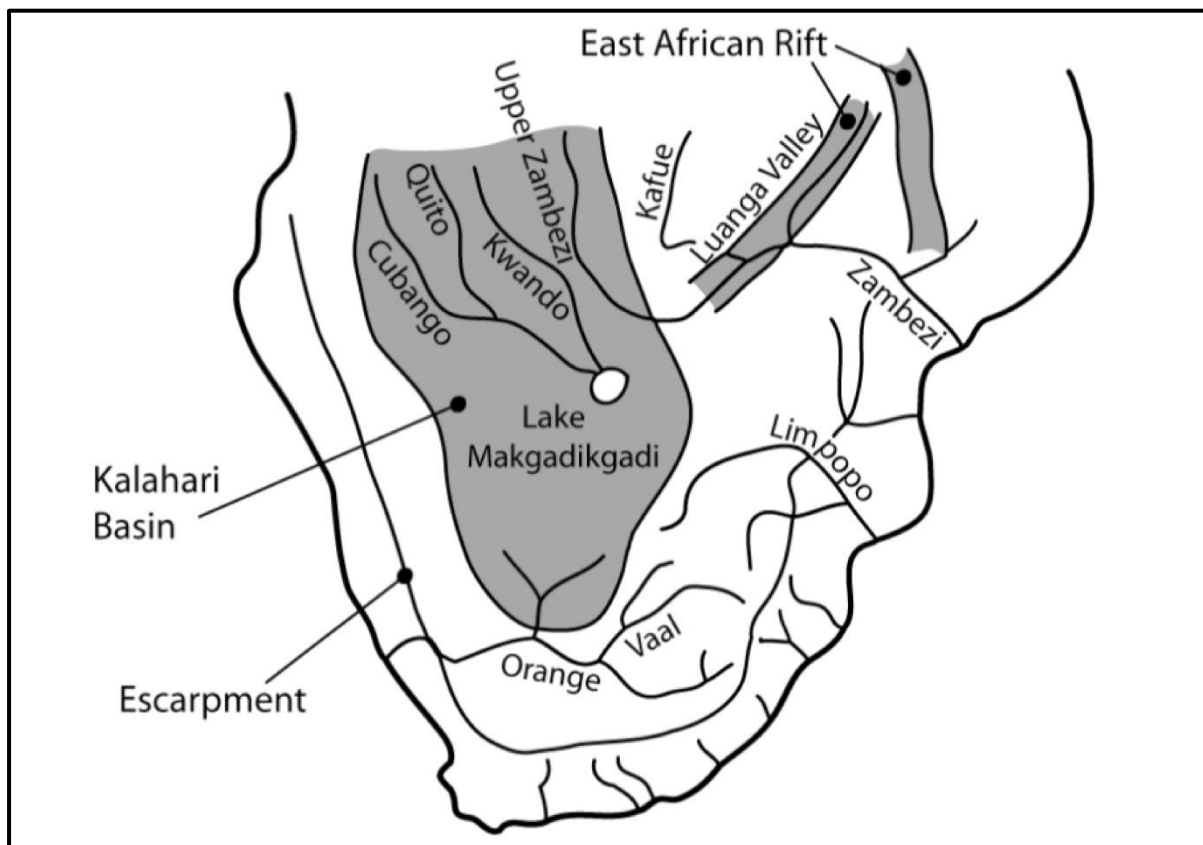 East African Rift
Upper Zambezi
Kafue
Luanga Valley
Quito
Kwando
Cubango
Zambezi
Lake
Makgadikgadi
Limpopo
Kalahari
Basin
Vaal
Orange
Escarpment